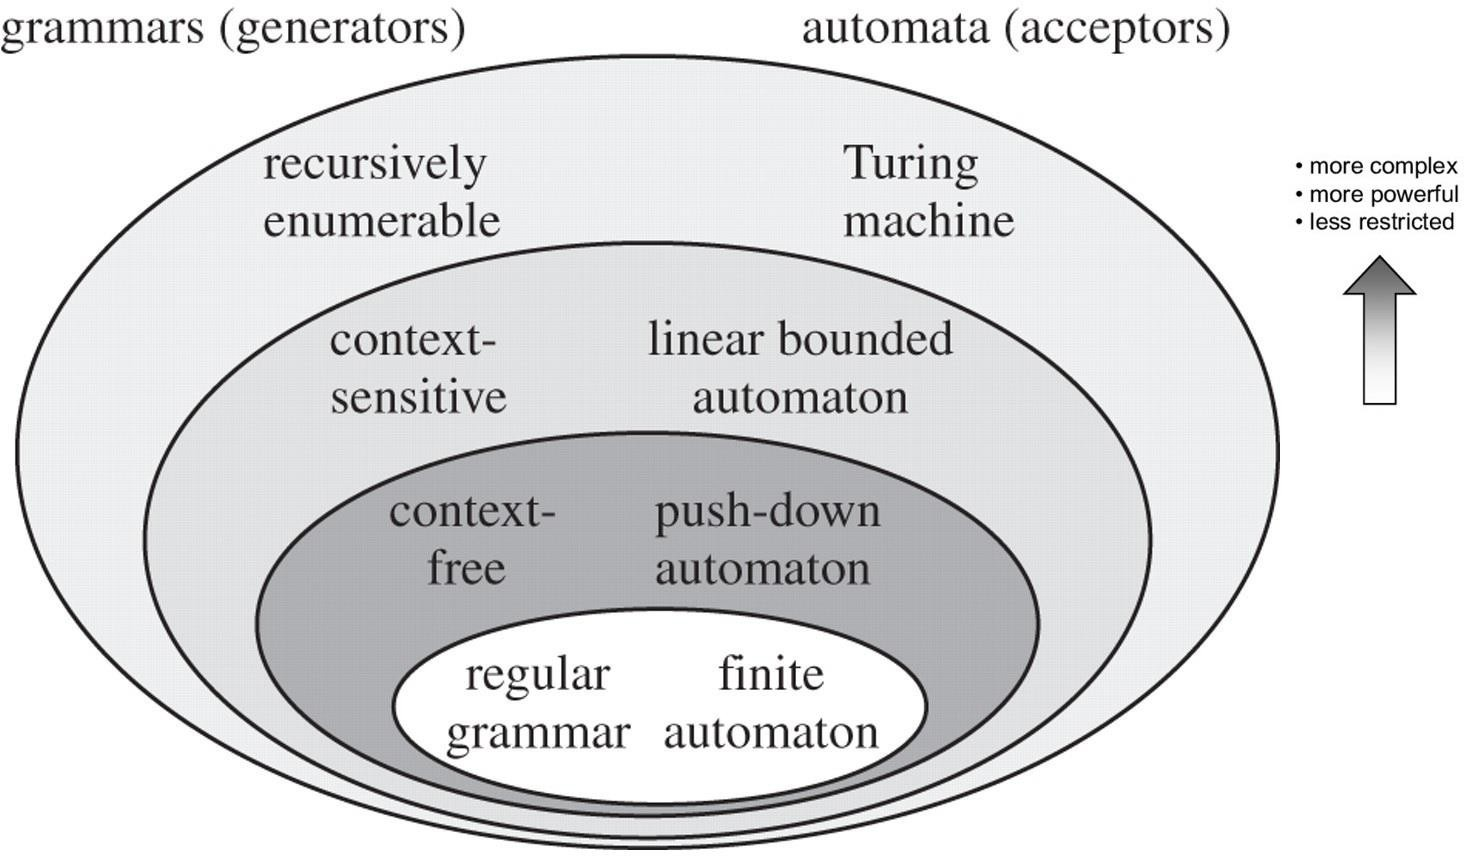 grammars (generators)
automata (acceptors)
recursively
enumerable
Turing
machine
• more complex
• more powerful
• less restricted
context-
sensitive
linear bounded
automaton
context-
free
push-down
automaton
regular
grammar
finite
automaton